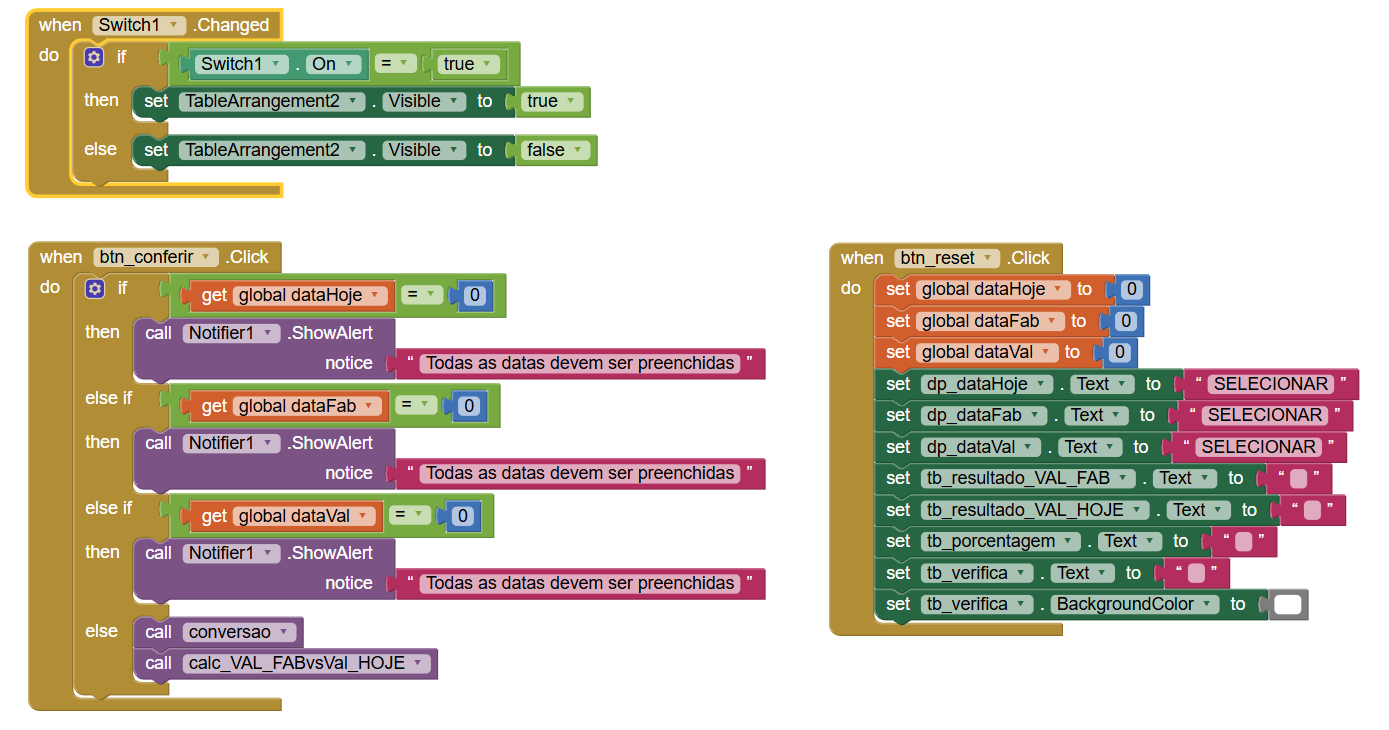 when Switch1 .Changed
do if Switch1 . On = true
then set TableArrangement2 . Visible to true
else set TableArrangement2 . Visible to false
when btn_conferir .Click
do if get global dataHoje = 0
then call Notifier1 .ShowAlert
notice “ Todas as datas devem ser preenchidas ”
else if get global dataFab = 0
then call Notifier1 .ShowAlert
notice “ Todas as datas devem ser preenchidas ”
else if get global dataVal = 0
then call Notifier1 .ShowAlert
notice “ Todas as datas devem ser preenchidas ”
else call conversao
call calc_VAL_FABvsVal_HOJE
when btn_reset .Click
do set global dataHoje to 0
set global dataFab to 0
set global dataVal to 0
set dp_dataHoje . Text to “ SELECIONAR ”
set dp_dataFab . Text to “ SELECIONAR ”
set dp_dataVal . Text to “ SELECIONAR ”
set tb_resultado_VAL_FAB . Text to “ ”
set tb_resultado_VAL_HOJE . Text to “ ”
set tb_porcentagem . Text to “ ”
set tb_verifica . Text to “ ”
set tb_verifica . BackgroundColor to